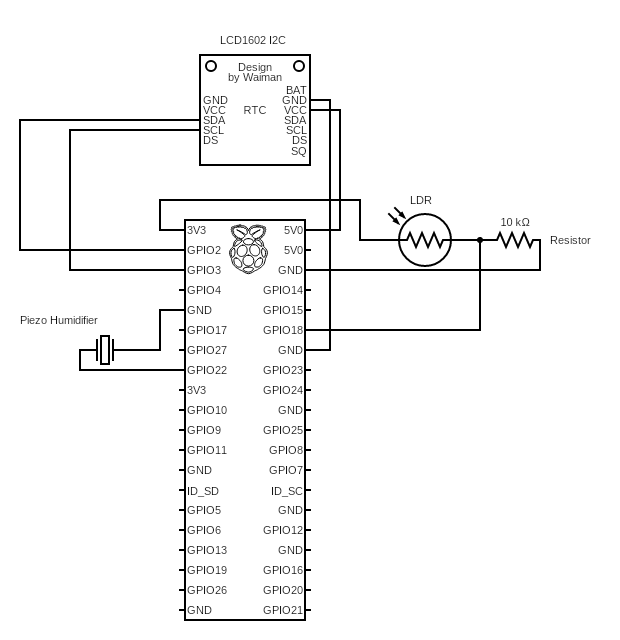 LCD1602 I2C
Design
by Waiman
BAT
GND GND
VCC RTC VCC
SDA SDA
SCL SCL
DS DS
SQ
LDR
3V3 5V0
10 kΩ
GPIO2 5V0
Resistor
GPIO3 GND
GPIO4 GPIO14
GND GPIO15
Piezo Humidifier
GPIO17 GPIO18
GPIO27 GND
GPIO22 GPIO23
3V3 GPIO24
GPIO10 GND
GPIO9 GPIO25
GPIO11 GPIO8
GND GPIO7
ID_SD ID_SC
GPIO5 GND
GPIO6 GPIO12
GPIO13 GND
GPIO19 GPIO16
GPIO26 GPIO20
GND GPIO21